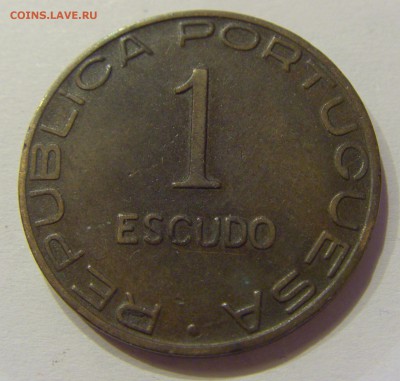 COINS.LAVE.RU
REPUBLICA PORTUGUESA
1
ESCUDO